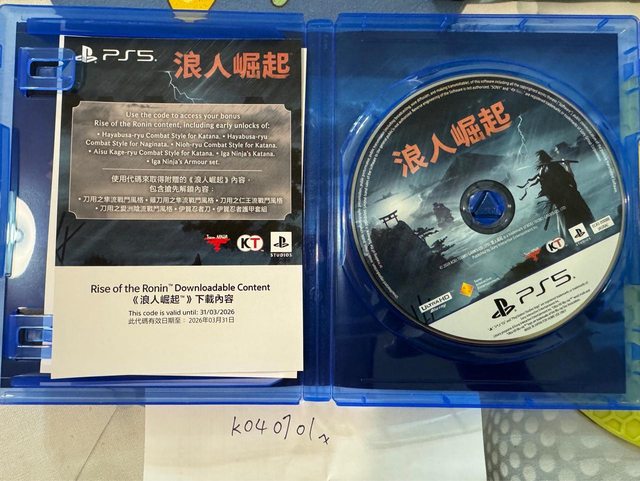 PS5
浪人崛起
Use the code to access your bonus
Rise of the Ronin content, including early unlocks of:
• Hayabusa-ryu Combat Style for Katana. • Hayabusa-ryu
Combat Style for Naginata. • Nioh-ryu Combat Style for Katana.
• Aisu Kage-ryu Combat Style for Katana. • Iga Ninja's Katana.
• Iga Ninja's Armour set.
使用代碼來取得附贈的《浪人崛起》內容，
包含搶先解鎖內容：
• 刀用之隼流戰鬥風格 • 薙刀用之隼流戰鬥風格 • 刀用之仁王流戰鬥風格
• 刀用之愛洲陰流戰鬥風格 • 伊賀忍者刀 • 伊賀忍者護甲套組
KT
STUDIOS
Rise of the Ronin™ Downloadable Content
《浪人崛起™》下載內容
This code is valid until: 31/03/2026
此代碼有效日期至： 2026年03月31日
浪人崛起
KT
ULTRA HD
PS5
k040701x